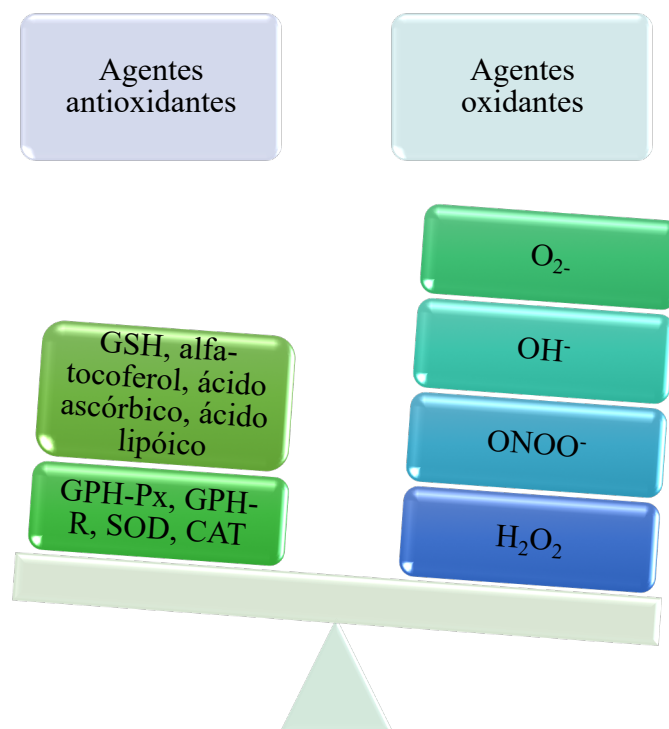 Agentes
antioxidantes
Agentes
oxidantes
GSH, alfa-
tocoferol, ácido
ascórbico, ácido
lipóico
GPH-Px, GPH-
R, SOD, CAT
O₂₋
OH⁻
ONOO⁻
H₂O₂